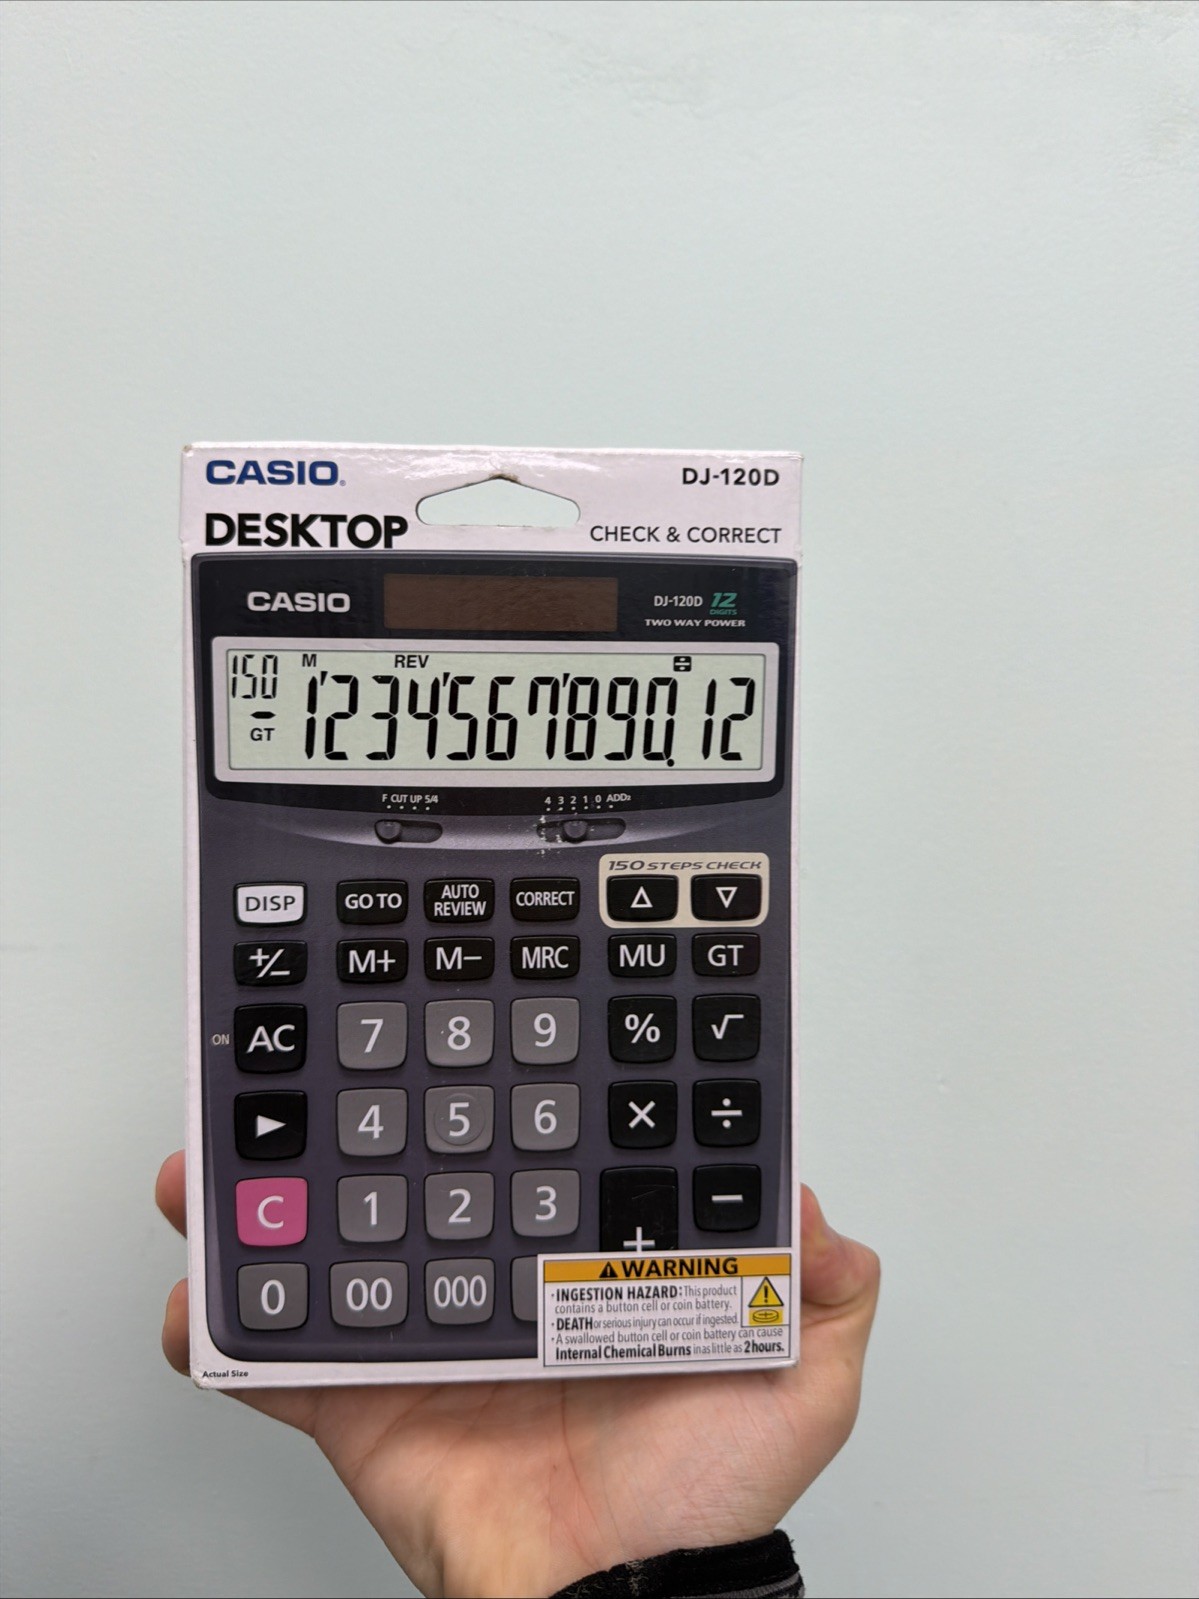 CASIO® DJ-120D
DESKTOP CHECK & CORRECT
CASIO DJ-120D 12 DIGITS
TWO WAY POWER
150 M REV ÷
1'234'567'890.12
– GT
F CUT UP 5/4 4 3 2 1 0 ADD₂
150 STEPS CHECK
DISP GO TO AUTO REVIEW CORRECT △ ▽
+/− M+ M− MRC MU GT
ON AC 7 8 9 % √
▶ 4 5 6 × ÷
C 1 2 3 + −
0 00 000
⚠WARNING
·INGESTION HAZARD: This product
contains a button cell or coin battery.
·DEATH or serious injury can occur if ingested.
·A swallowed button cell or coin battery can cause
Internal Chemical Burns in as little as 2 hours.
Actual Size